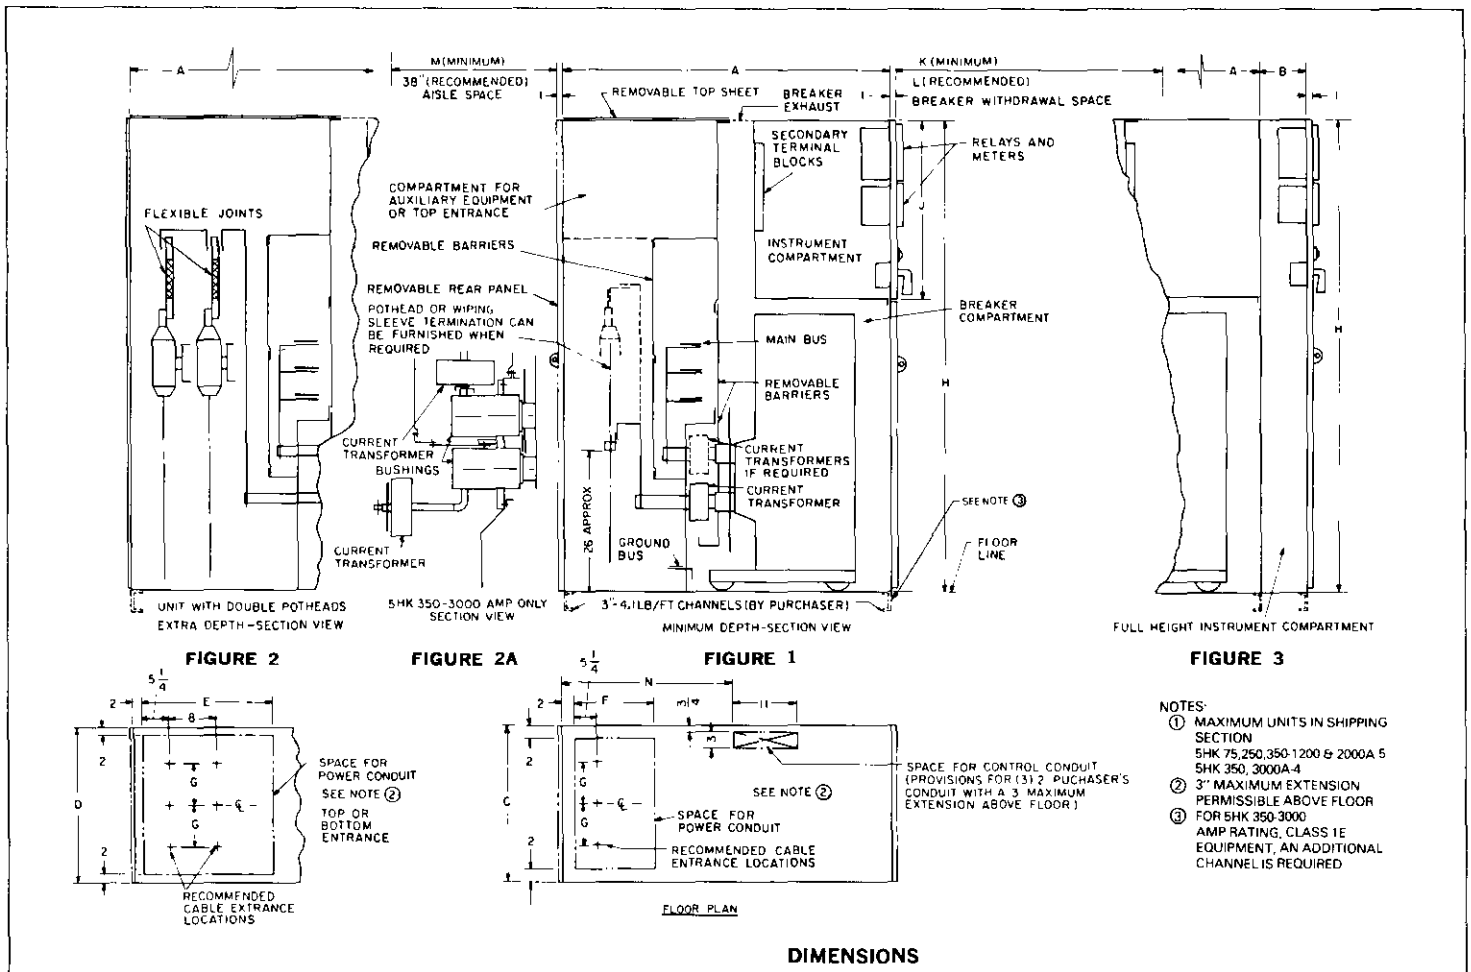 A
M(MINIMUM)
38"(RECOMMENDED)
AISLE SPACE
A
K (MINIMUM)
L(RECOMMENDED)
BREAKER WITHDRAWAL SPACE
A
B
1
1
1
REMOVABLE TOP SHEET
BREAKER
EXHAUST
SECONDARY
TERMINAL
BLOCKS
RELAYS AND
METERS
COMPARTMENT FOR
AUXILIARY EQUIPMENT
OR TOP ENTRANCE
FLEXIBLE JOINTS
J
REMOVABLE BARRIERS
INSTRUMENT
COMPARTMENT
REMOVABLE REAR PANEL
POTHEAD OR WIPING
SLEEVE TERMINATION CAN
BE FURNISHED WHEN
REQUIRED
BREAKER
COMPARTMENT
MAIN BUS
H
H
REMOVABLE
BARRIERS
CURRENT
TRANSFORMER
BUSHINGS
CURRENT
TRANSFORMERS
IF REQUIRED
CURRENT
TRANSFORMER
SEE NOTE ③
26 APPROX
GROUND
BUS
FLOOR
LINE
CURRENT
TRANSFORMER
UNIT WITH DOUBLE POTHEADS
EXTRA DEPTH-SECTION VIEW
5HK 350-3000 AMP ONLY
SECTION VIEW
3"-4.1 LB/FT CHANNELS (BY PURCHASER)
MINIMUM DEPTH-SECTION VIEW
FULL HEIGHT INSTRUMENT COMPARTMENT
FIGURE 2
FIGURE 2A
FIGURE 1
FIGURE 3
5 1/4
2
E
8
2
D
G
G
2
℄
SPACE FOR
POWER CONDUIT
SEE NOTE ②
TOP OR
BOTTOM
ENTRANCE
RECOMMENDED
CABLE EXTRANCE
LOCATIONS
5 1/4
N
2
F
3/4
11
3
2
C
G
G
2
℄
SEE NOTE ②
SPACE FOR
POWER CONDUIT
RECOMMENDED CABLE
ENTRANCE LOCATIONS
SPACE FOR CONTROL CONDUIT
(PROVISIONS FOR (3) 2 PUCHASER'S
CONDUIT WITH A 3 MAXIMUM
EXTENSION ABOVE FLOOR)
FLOOR PLAN
NOTES:
① MAXIMUM UNITS IN SHIPPING
SECTION
5HK 75,250,350-1200 & 2000A 5
5HK 350, 3000A-4
② 3" MAXIMUM EXTENSION
PERMISSIBLE ABOVE FLOOR
③ FOR 5HK 350-3000
AMP RATING, CLASS 1E
EQUIPMENT, AN ADDITIONAL
CHANNEL IS REQUIRED
DIMENSIONS